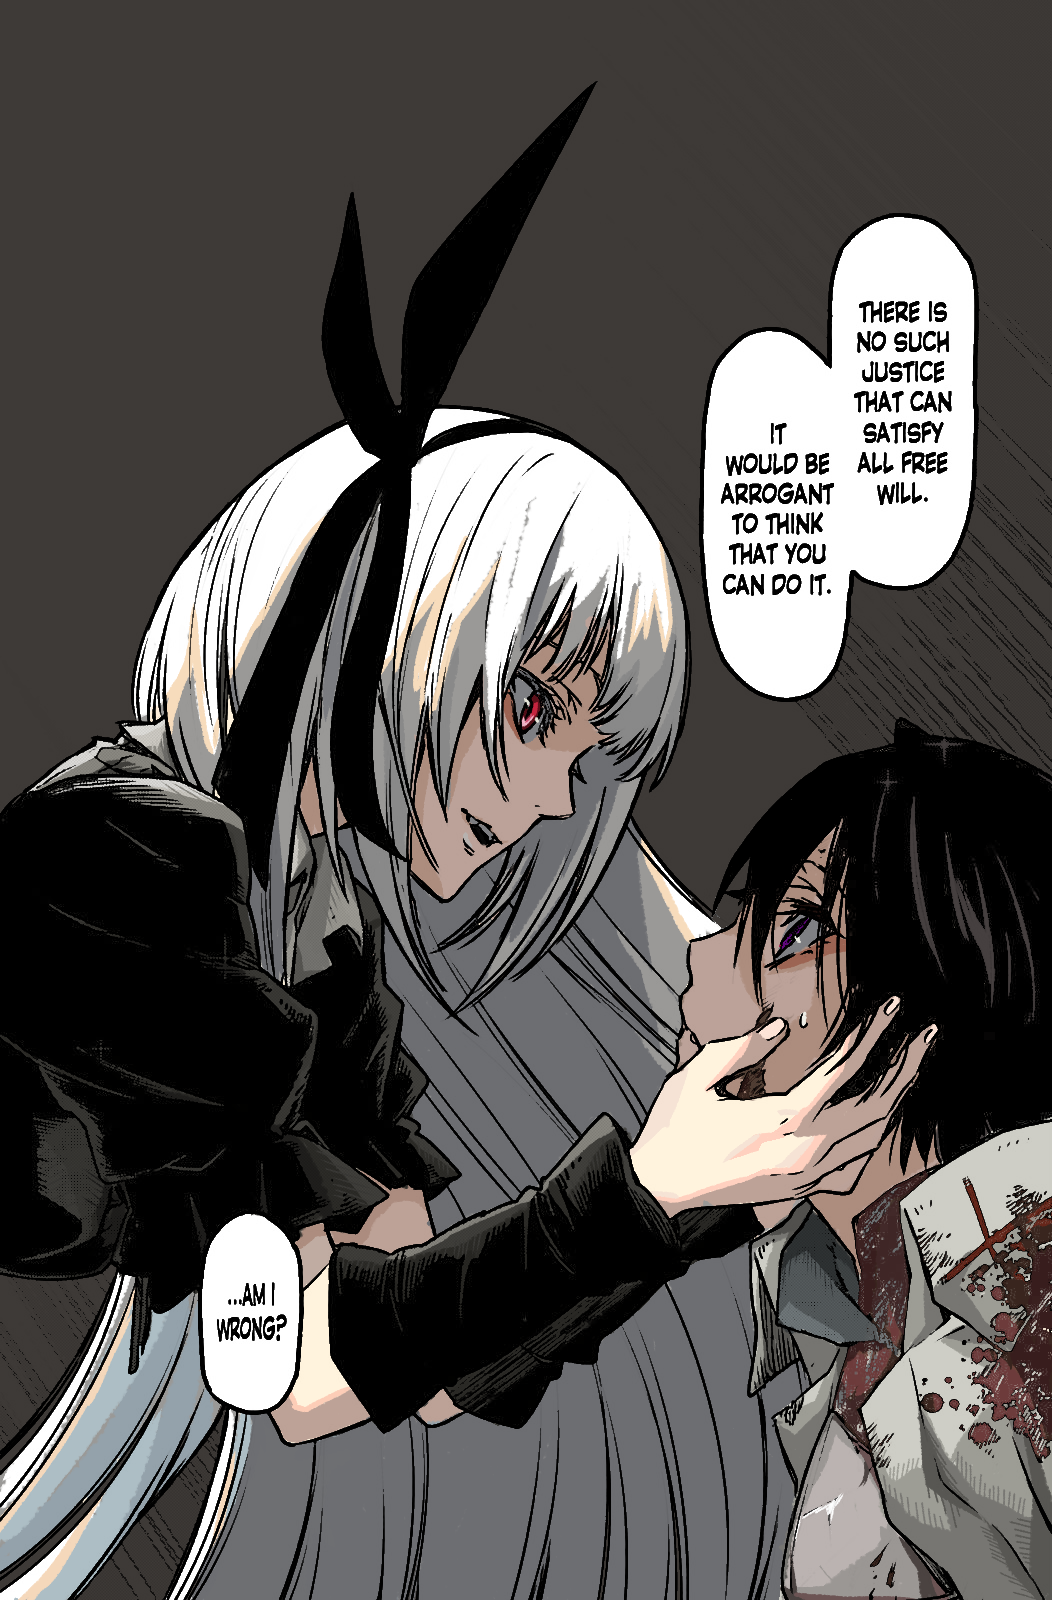 THERE IS
NO SUCH
JUSTICE
THAT CAN
SATISFY
ALL FREE
WILL.
IT
WOULD BE
ARROGANT
TO THINK
THAT YOU
CAN DO IT.
...AM I
WRONG?